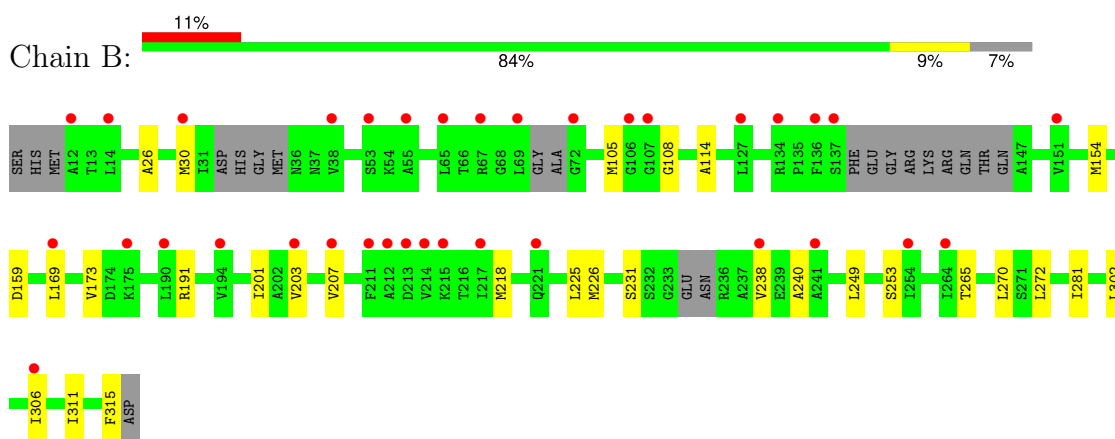 11%
Chain B:
84% 9% 7%
SER HIS MET A12 T13 L14 A26 M30 I31 ASP HIS GLY MET N36 N37 V38 S53 K54 A55 L65 T66 R67 G68 L69 GLY ALA G72 M105 G106 G107 G108 A114 L127 R134 P135 F136 S137 PHE GLU GLY ARG LYS ARG GLN THR GLN A147 V151 M154
D159 L169 V173 D174 K175 L190 R191 V194 I201 A202 V203 V207 F211 A212 D213 V214 K215 T216 I217 M218 Q221 L225 M226 S231 S232 G233 GLU ASN R236 A237 V238 E239 A240 A241 L249 S253 I254 I264 T265 L270 S271 L272 I281 L302
I306 I311 F315 ASP